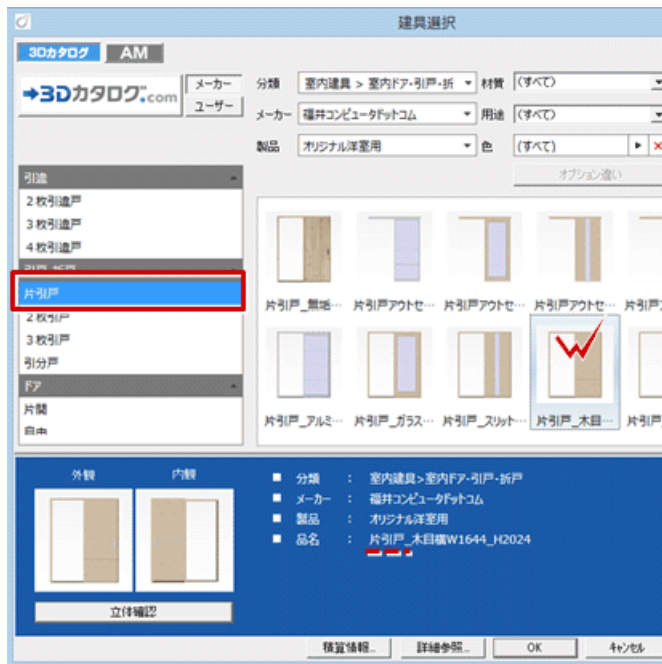 建具選択
3Dカタログ AM
3Dカタログ.com メーカー ユーザー
分類 室内建具 > 室内ドア・引戸・折 材質 (すべて)
メーカー 福井コンピュータドットコム 用途 (すべて)
製品 オリジナル洋室用 色 (すべて)
オプション違い
引違
2枚引違戸
3枚引違戸
4枚引違戸
引戸・折戸
片引戸
2枚引戸
3枚引戸
引分戸
ドア
片開
自由
片引戸_無垢… 片引戸アウトセ… 片引戸アウトセ… 片引戸アウトセ… 片引戸
片引戸_アルミ… 片引戸_ガラス… 片引戸_スリット… 片引戸_木目… 片引戸
外観 内観
立体確認
分類 : 室内建具>室内ドア・引戸・折戸
メーカー : 福井コンピュータドットコム
製品 : オリジナル洋室用
品名 : 片引戸_木目横W1644_H2024
積算情報... 詳細参照... OK キャンセル